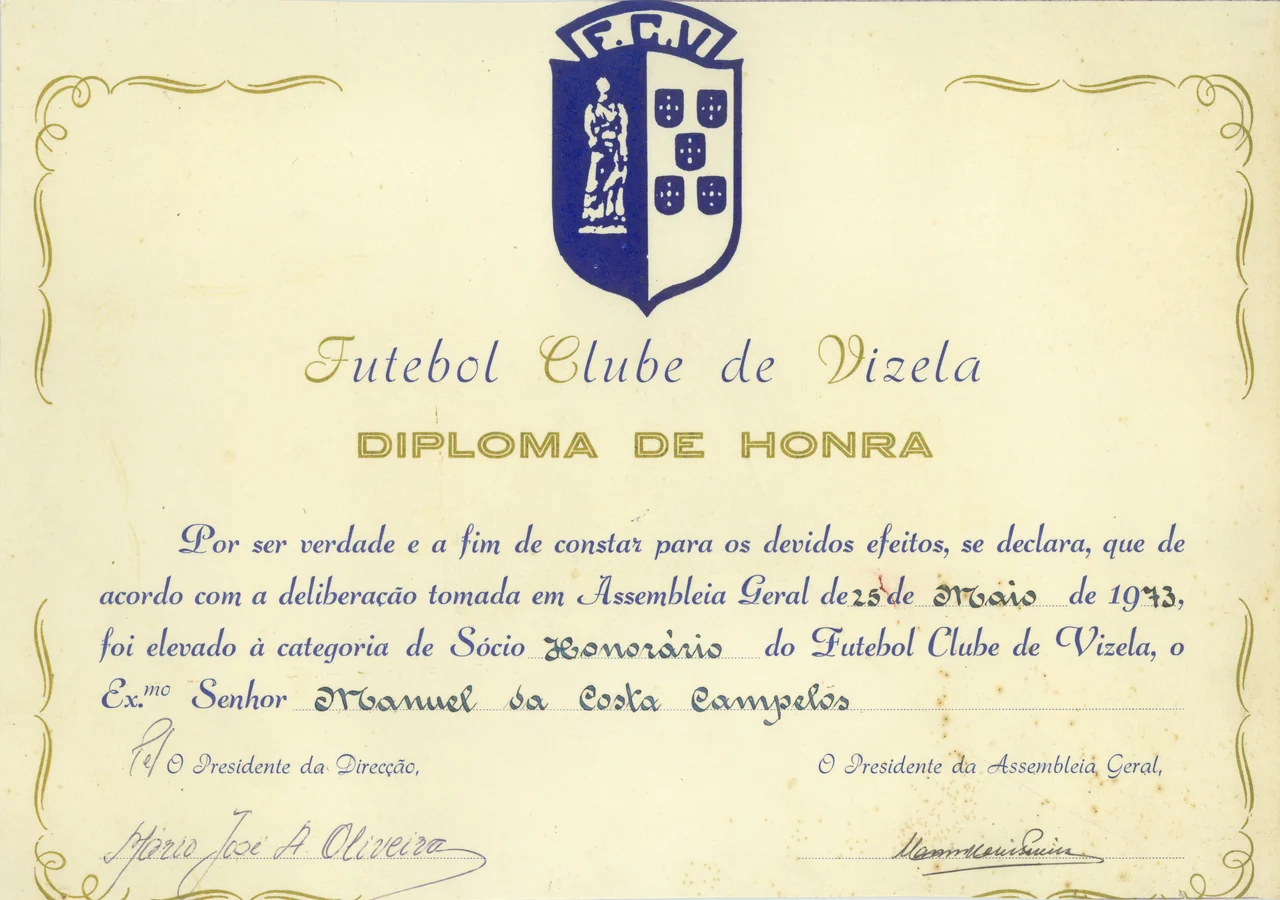 F.C.V.
Futebol Clube de Vizela
DIPLOMA DE HONRA
Por ser verdade e a fim de constar para os devidos efeitos, se declara, que de
acordo com a deliberação tomada em Assembleia Geral de 25 de Maio de 1973,
foi elevado à categoria de Sócio Honorário do Futebol Clube de Vizela, o
Ex.mo Senhor Manuel da Costa Campelos
Pel O Presidente da Direcção,
O Presidente da Assembleia Geral,
Mário José A Oliveira